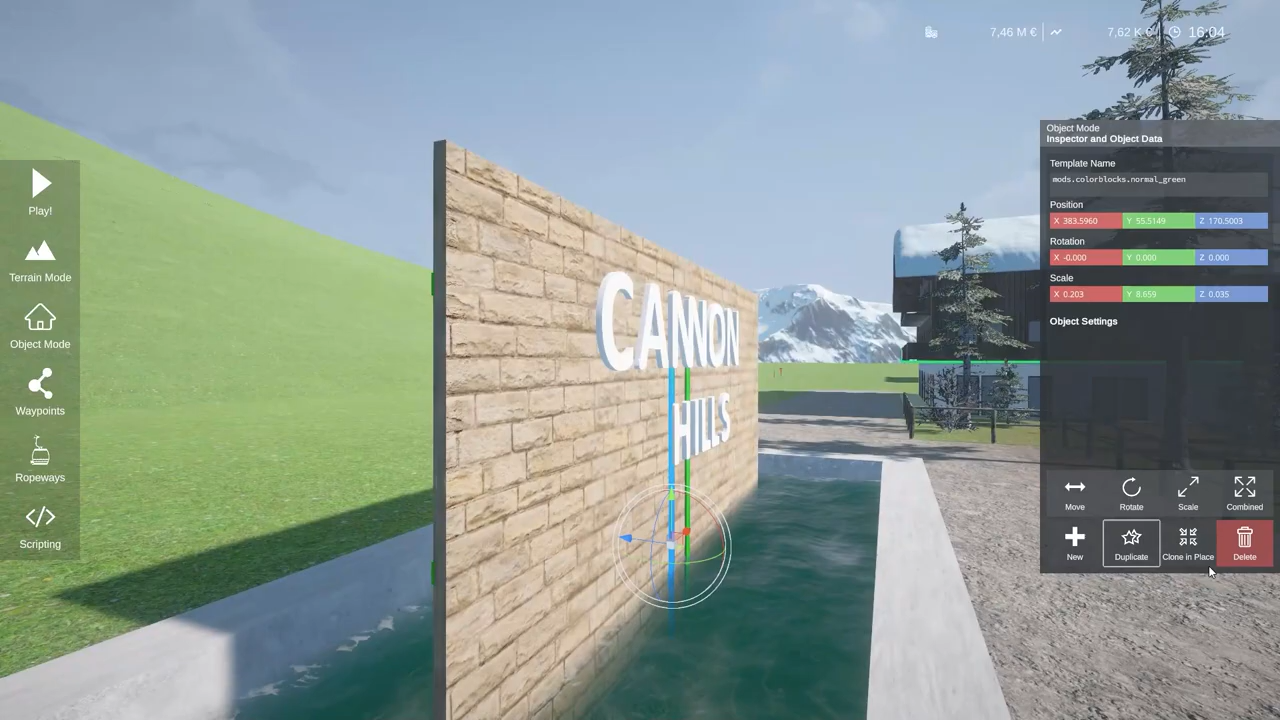 7,46 M €
7,62 K €
16:04
Play!
Terrain Mode
Object Mode
Waypoints
Ropeways
Scripting
CANNON
HILLS
Object Mode
Inspector and Object Data
Template Name
mods.colorblocks.normal_green
Position
X 383.5960 Y 55.5149 Z 170.5003
Rotation
X -0.000 Y 0.000 Z 0.000
Scale
X 0.203 Y 8.659 Z 0.035
Object Settings
Move Rotate Scale Combined
New Duplicate Clone in Place Delete